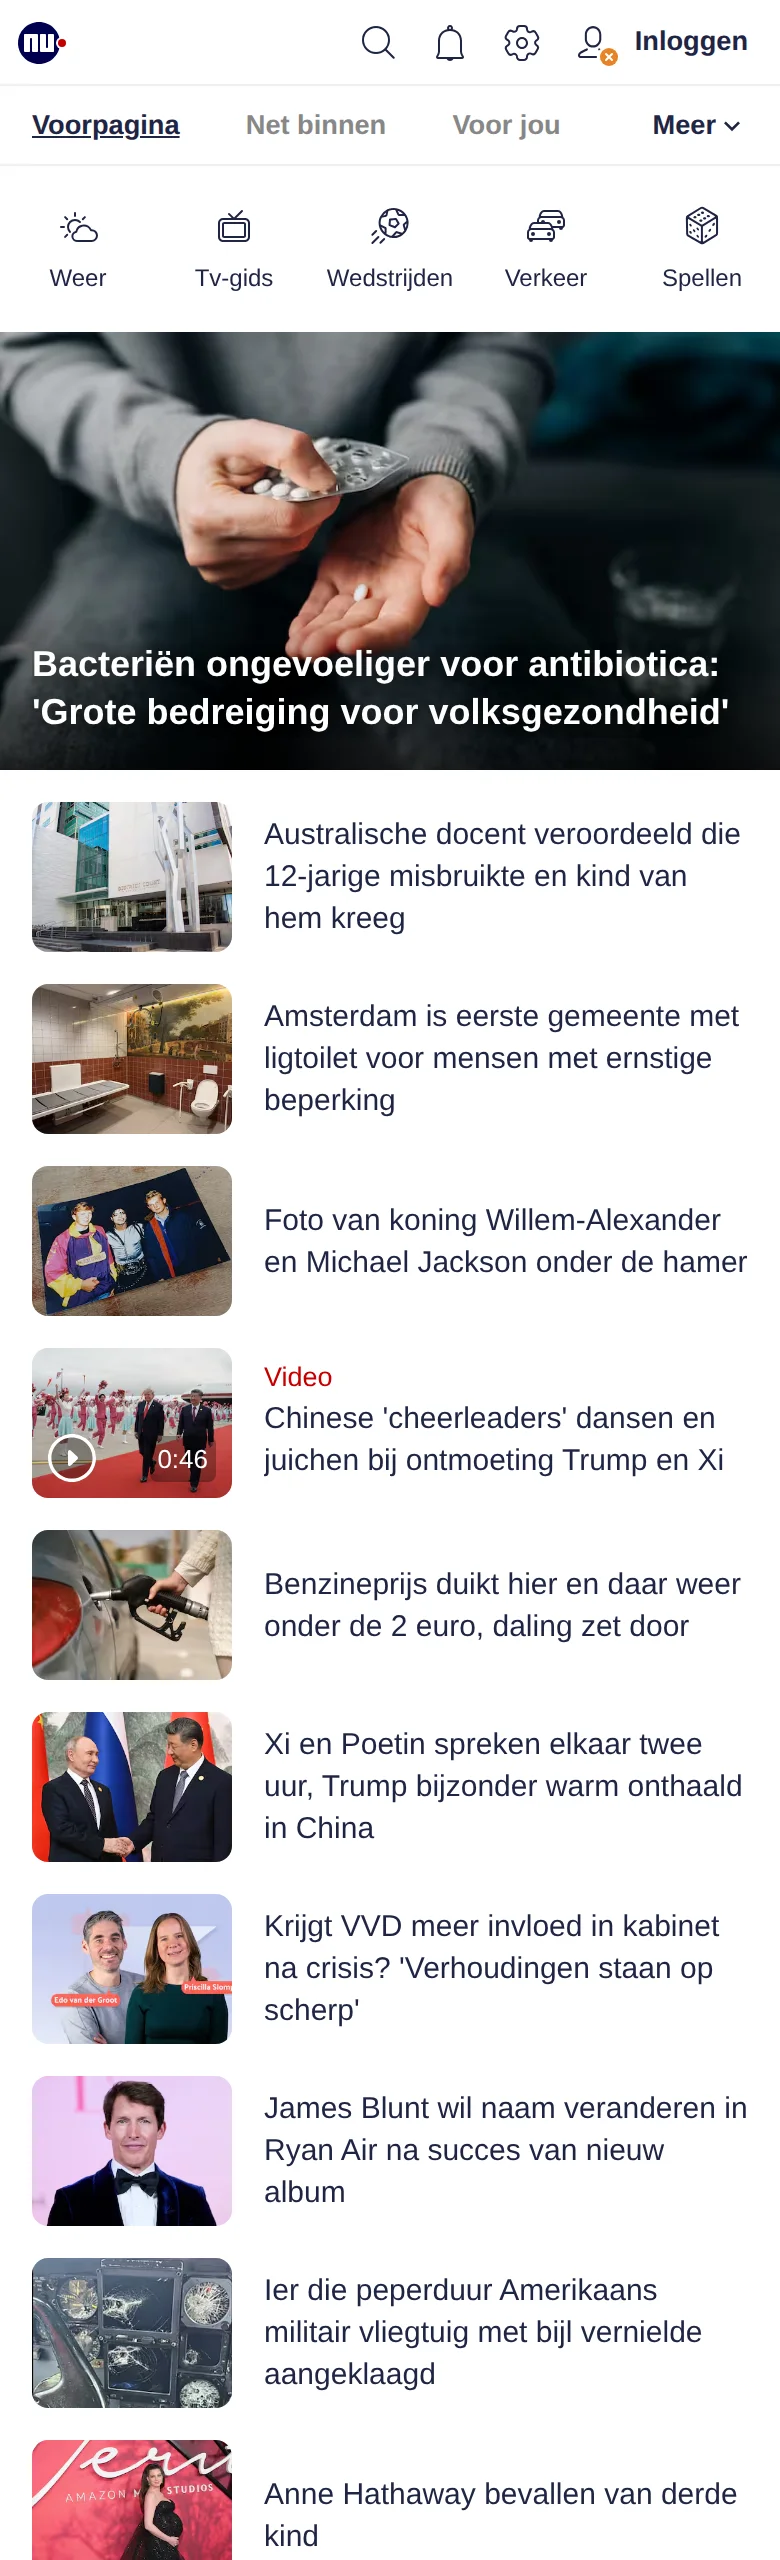 nu
Inloggen
Voorpagina
Net binnen
Voor jou
Meer
Weer
Tv-gids
Wedstrijden
Verkeer
Spellen
Bacteriën ongevoeliger voor antibiotica:
'Grote bedreiging voor volksgezondheid'
DISTRICT COURT
Australische docent veroordeeld die
12-jarige misbruikte en kind van
hem kreeg
Amsterdam is eerste gemeente met
ligtoilet voor mensen met ernstige
beperking
Foto van koning Willem-Alexander
en Michael Jackson onder de hamer
0:46
Video
Chinese 'cheerleaders' dansen en
juichen bij ontmoeting Trump en Xi
Benzineprijs duikt hier en daar weer
onder de 2 euro, daling zet door
Xi en Poetin spreken elkaar twee
uur, Trump bijzonder warm onthaald
in China
Edo van der Groot
Priscilla
Krijgt VVD meer invloed in kabinet
na crisis? 'Verhoudingen staan op
scherp'
James Blunt wil naam veranderen in
Ryan Air na succes van nieuw
album
Ier die peperduur Amerikaans
militair vliegtuig met bijl vernielde
aangeklaagd
AMAZON
STUDIOS
Anne Hathaway bevallen van derde
kind